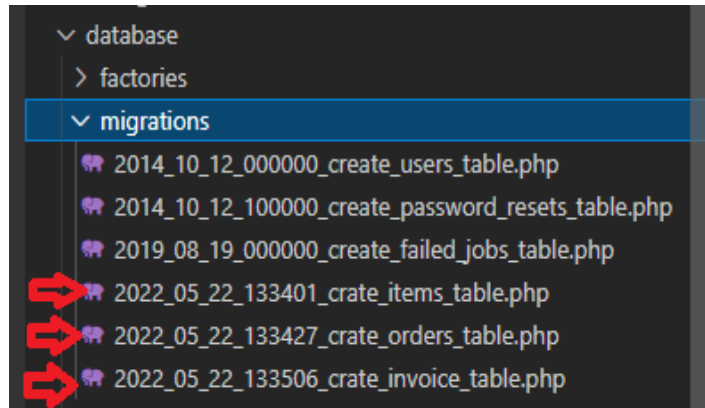 database
factories
migrations
2014_10_12_000000_create_users_table.php
2014_10_12_100000_create_password_resets_table.php
2019_08_19_000000_create_failed_jobs_table.php
2022_05_22_133401_crate_items_table.php
2022_05_22_133427_crate_orders_table.php
2022_05_22_133506_crate_invoice_table.php